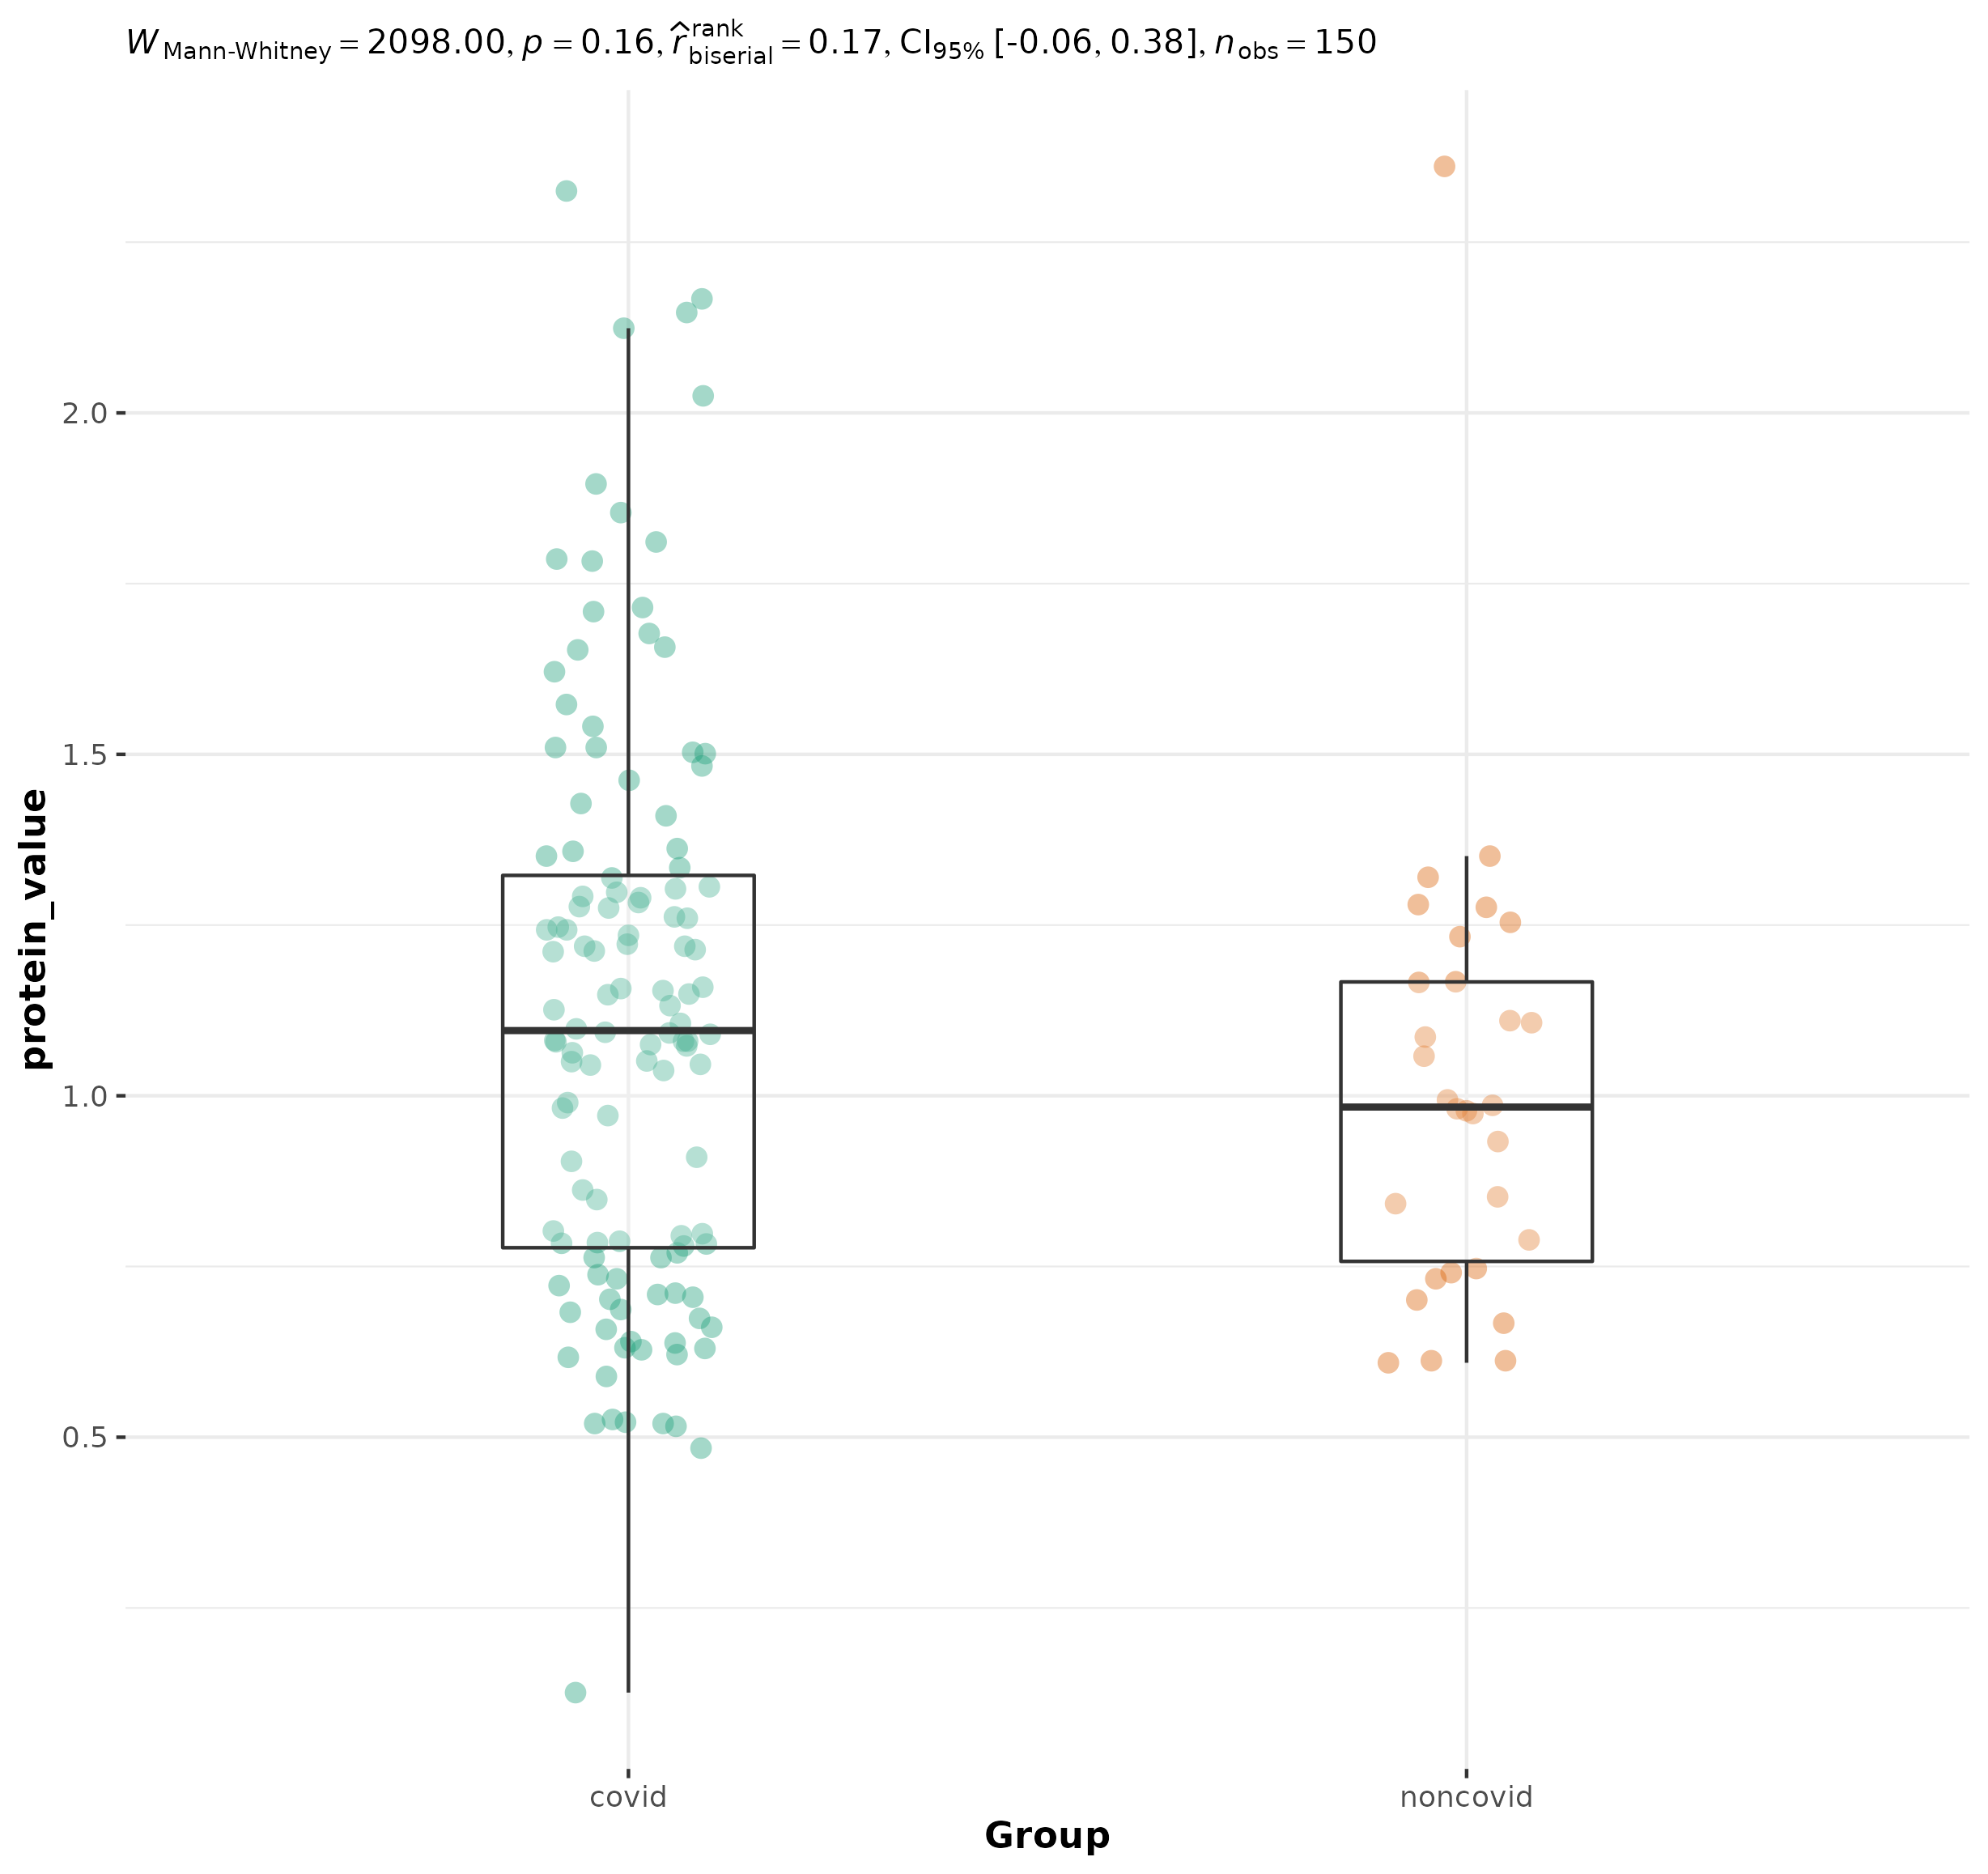 W Mann-Whitney = 2098.00, p = 0.16, r̂ rank biserial = 0.17, CI95% [-0.06, 0.38], n obs = 150
protein_value
2.0
1.5
1.0
0.5
covid noncovid
Group